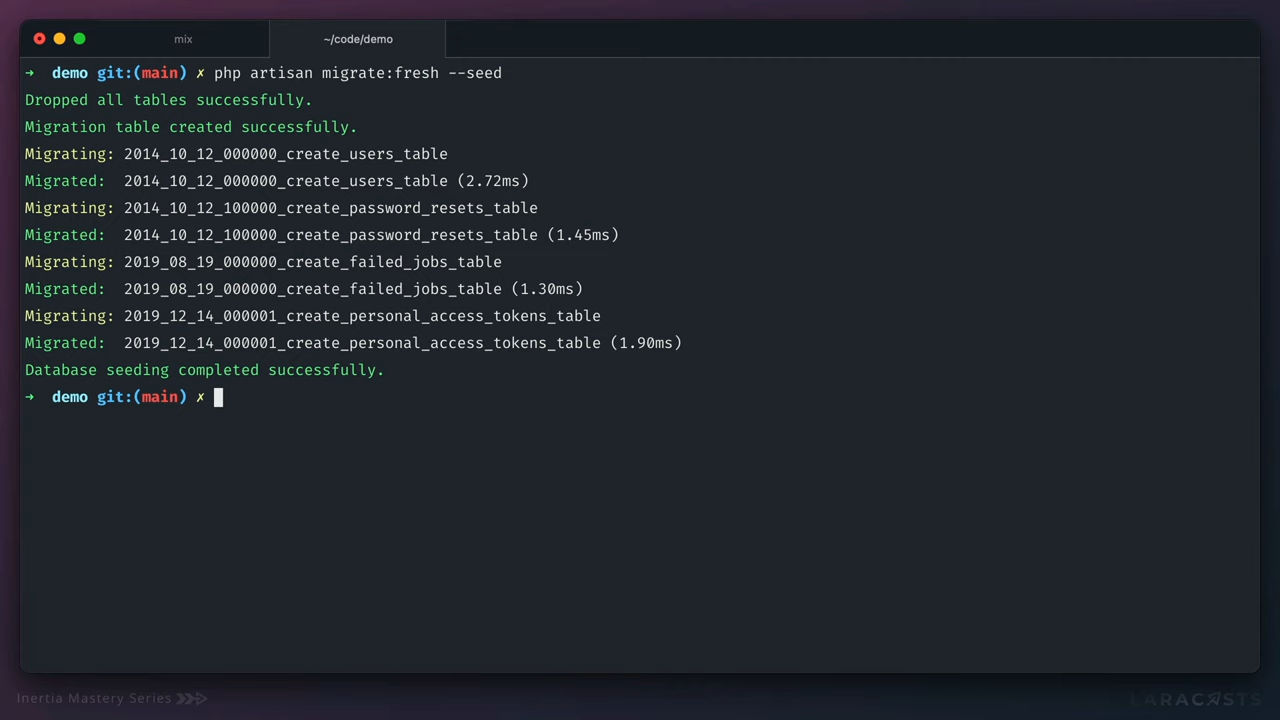 mix
~/code/demo
➜ demo git:(main) ✗ php artisan migrate:fresh --seed
Dropped all tables successfully.
Migration table created successfully.
Migrating: 2014_10_12_000000_create_users_table
Migrated:  2014_10_12_000000_create_users_table (2.72ms)
Migrating: 2014_10_12_100000_create_password_resets_table
Migrated:  2014_10_12_100000_create_password_resets_table (1.45ms)
Migrating: 2019_08_19_000000_create_failed_jobs_table
Migrated:  2019_08_19_000000_create_failed_jobs_table (1.30ms)
Migrating: 2019_12_14_000001_create_personal_access_tokens_table
Migrated:  2019_12_14_000001_create_personal_access_tokens_table (1.90ms)
Database seeding completed successfully.
➜ demo git:(main) ✗
Inertia Mastery Series
LARACASTS